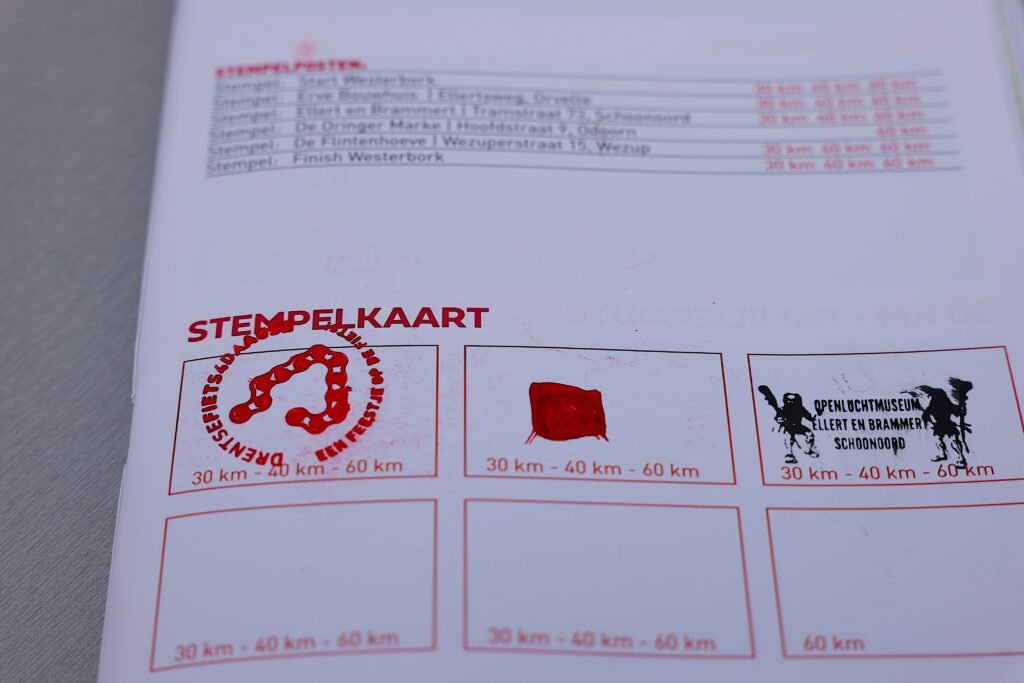 STEMPELPOSTEN:
Stempel: Start Westerbork 30 km 40 km 60 km
Stempel: Erve Bouwhuis | Ellertsweg, Orvelte 30 km 40 km 60 km
Stempel: Ellert en Brammert | Tramstraat 73, Schoonoord 30 km 40 km 60 km
Stempel: De Oringer Marke | Hoofdstraat 9, Odoorn 60 km
Stempel: De Flintenhoeve | Wezuperstraat 15, Wezup 30 km 40 km 60 km
Stempel: Finish Westerbork 30 km 40 km 60 km
STEMPELKAART
DRENTSEFIETS4DAAGSE
EEN FEESTJE OP DE FIETS
30 km - 40 km - 60 km
30 km - 40 km - 60 km
OPENLUCHTMUSEUM
ELLERT EN BRAMMERT
SCHOONOORD
30 km - 40 km - 60 km
30 km - 40 km - 60 km
30 km - 40 km - 60 km
60 km